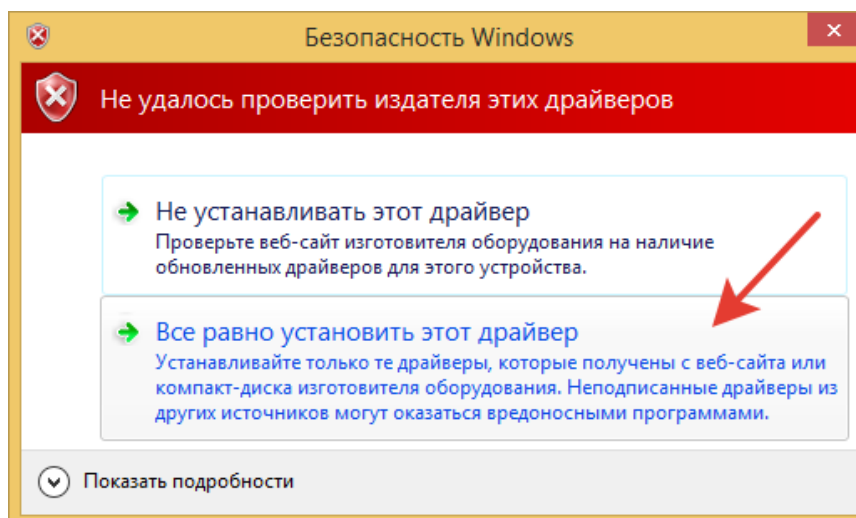 Безопасность Windows
Не удалось проверить издателя этих драйверов
Не устанавливать этот драйвер
Проверьте веб-сайт изготовителя оборудования на наличие
обновленных драйверов для этого устройства.
Все равно установить этот драйвер
Устанавливайте только те драйверы, которые получены с веб-сайта или
компакт-диска изготовителя оборудования. Неподписанные драйверы из
других источников могут оказаться вредоносными программами.
Показать подробности